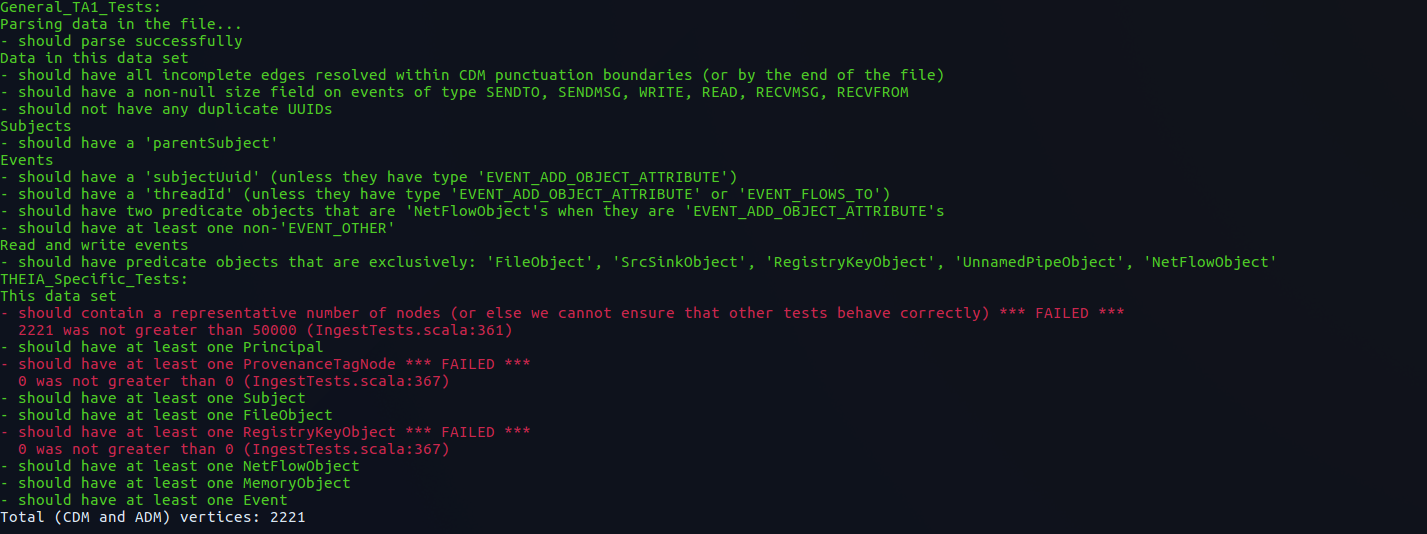 General_TA1_Tests:
Parsing data in the file...
- should parse successfully
Data in this data set
- should have all incomplete edges resolved within CDM punctuation boundaries (or by the end of the file)
- should have a non-null size field on events of type SENDTO, SENDMSG, WRITE, READ, RECVMSG, RECVFROM
- should not have any duplicate UUIDs
Subjects
- should have a 'parentSubject'
Events
- should have a 'subjectUuid' (unless they have type 'EVENT_ADD_OBJECT_ATTRIBUTE')
- should have a 'threadId' (unless they have type 'EVENT_ADD_OBJECT_ATTRIBUTE' or 'EVENT_FLOWS_TO')
- should have two predicate objects that are 'NetFlowObject's when they are 'EVENT_ADD_OBJECT_ATTRIBUTE's
- should have at least one non-'EVENT_OTHER'
Read and write events
- should have predicate objects that are exclusively: 'FileObject', 'SrcSinkObject', 'RegistryKeyObject', 'UnnamedPipeObject', 'NetFlowObject'
THEIA_Specific_Tests:
This data set
- should contain a representative number of nodes (or else we cannot ensure that other tests behave correctly) *** FAILED ***
  2221 was not greater than 50000 (IngestTests.scala:361)
- should have at least one Principal
- should have at least one ProvenanceTagNode *** FAILED ***
  0 was not greater than 0 (IngestTests.scala:367)
- should have at least one Subject
- should have at least one FileObject
- should have at least one RegistryKeyObject *** FAILED ***
  0 was not greater than 0 (IngestTests.scala:367)
- should have at least one NetFlowObject
- should have at least one MemoryObject
- should have at least one Event
Total (CDM and ADM) vertices: 2221